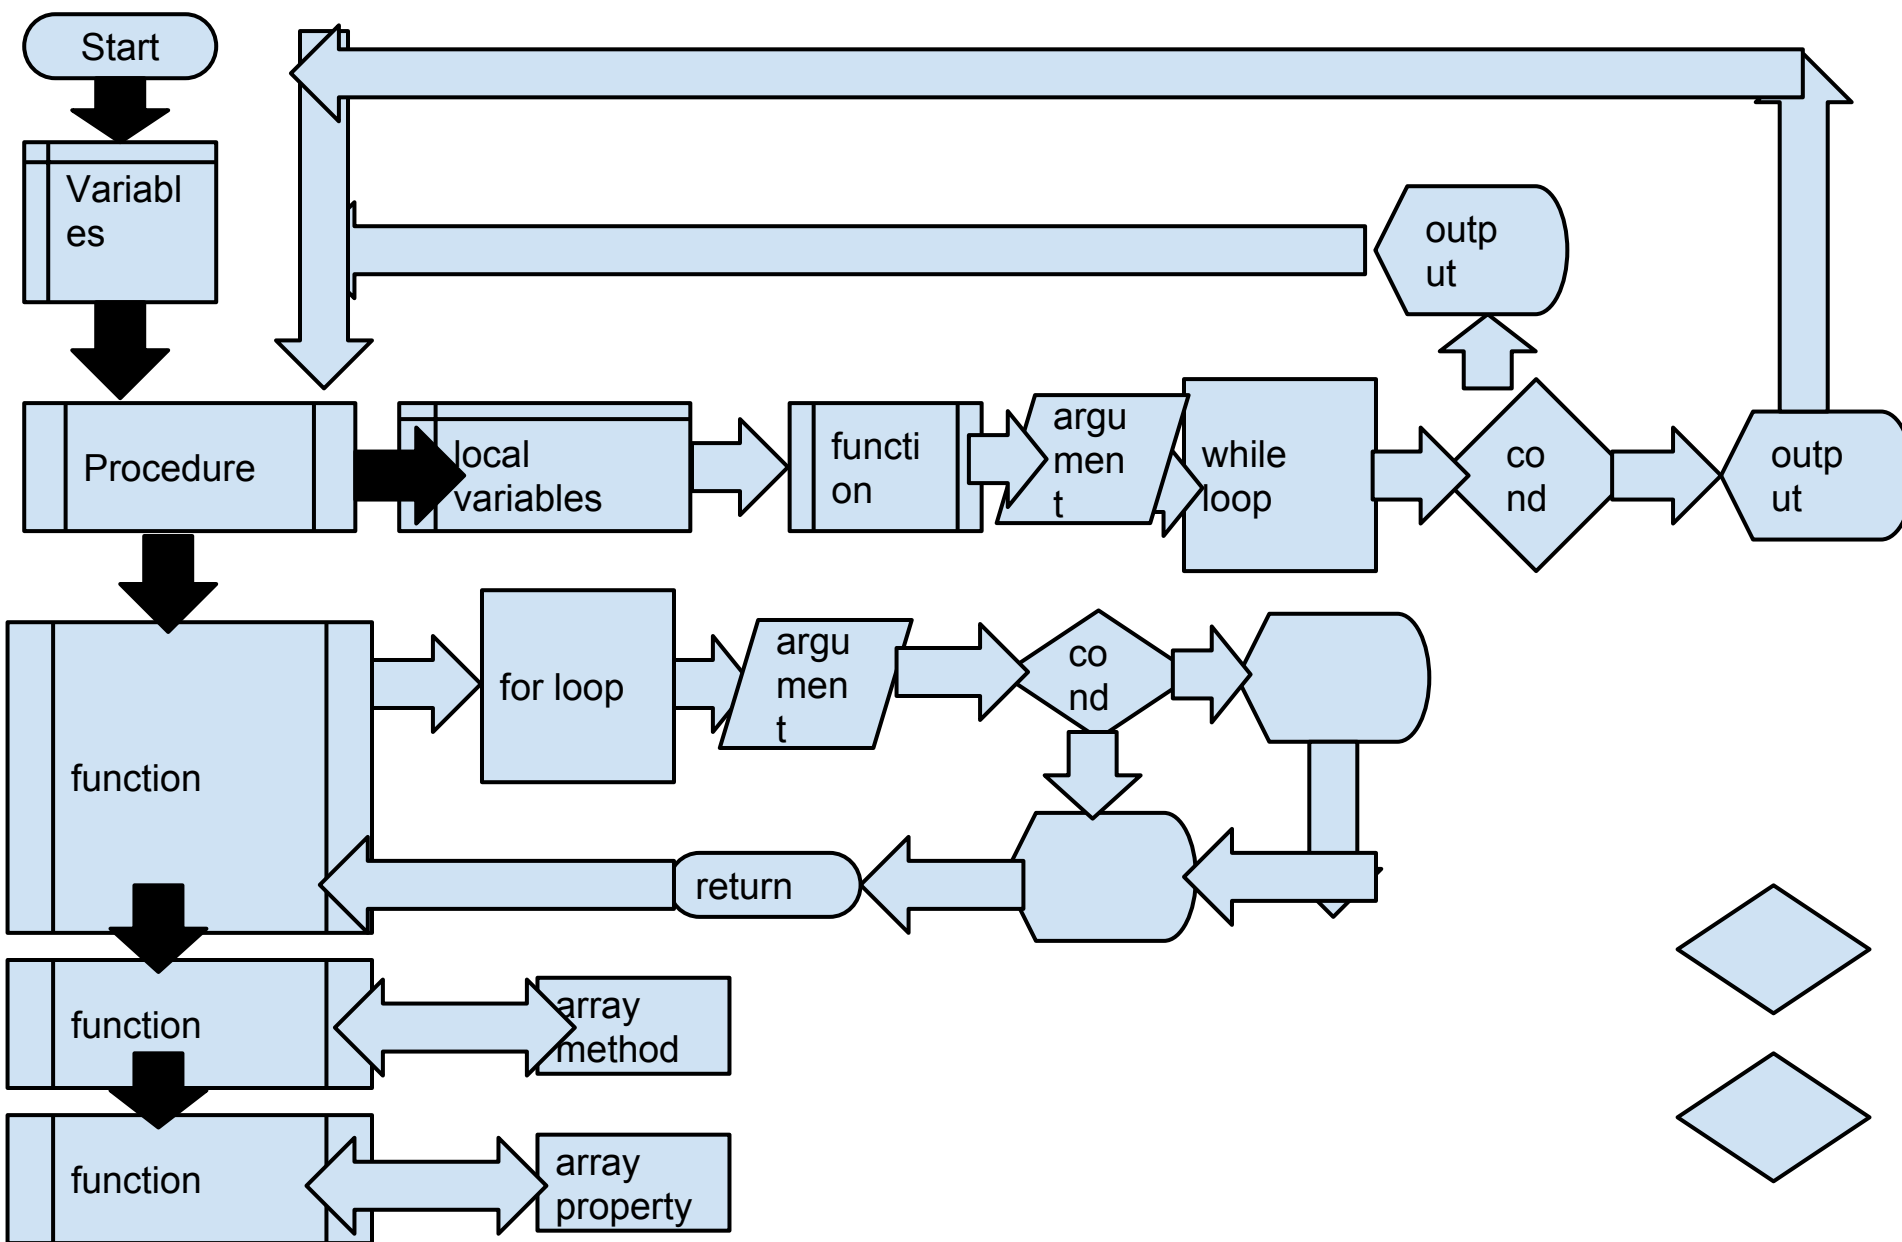 Start
Variabl
es
outp
ut
Procedure
local
variables
functi
on
argu
men
t
while
loop
co
nd
outp
ut
function
for loop
argu
men
t
co
nd
return
function
array
method
function
array
property